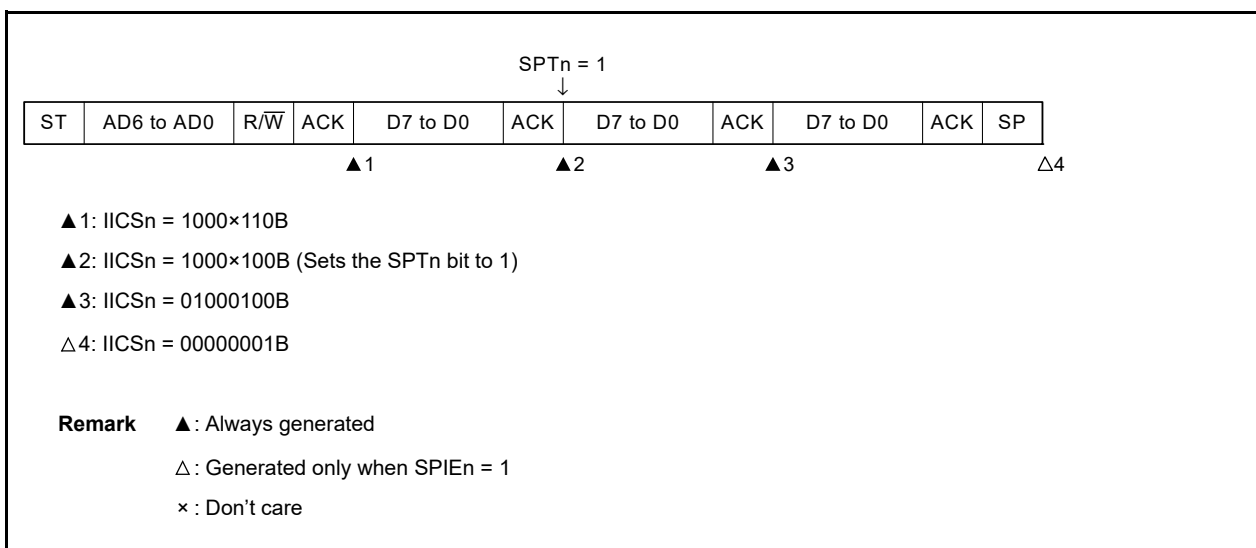 SPTn = 1
↓
ST AD6 to AD0 R/W̅ ACK D7 to D0 ACK D7 to D0 ACK D7 to D0 ACK SP
▲1 ▲2 ▲3 △4
▲1: IICSn = 1000×110B
▲2: IICSn = 1000×100B (Sets the SPTn bit to 1)
▲3: IICSn = 01000100B
△4: IICSn = 00000001B
Remark ▲: Always generated
△: Generated only when SPIEn = 1
× : Don’t care